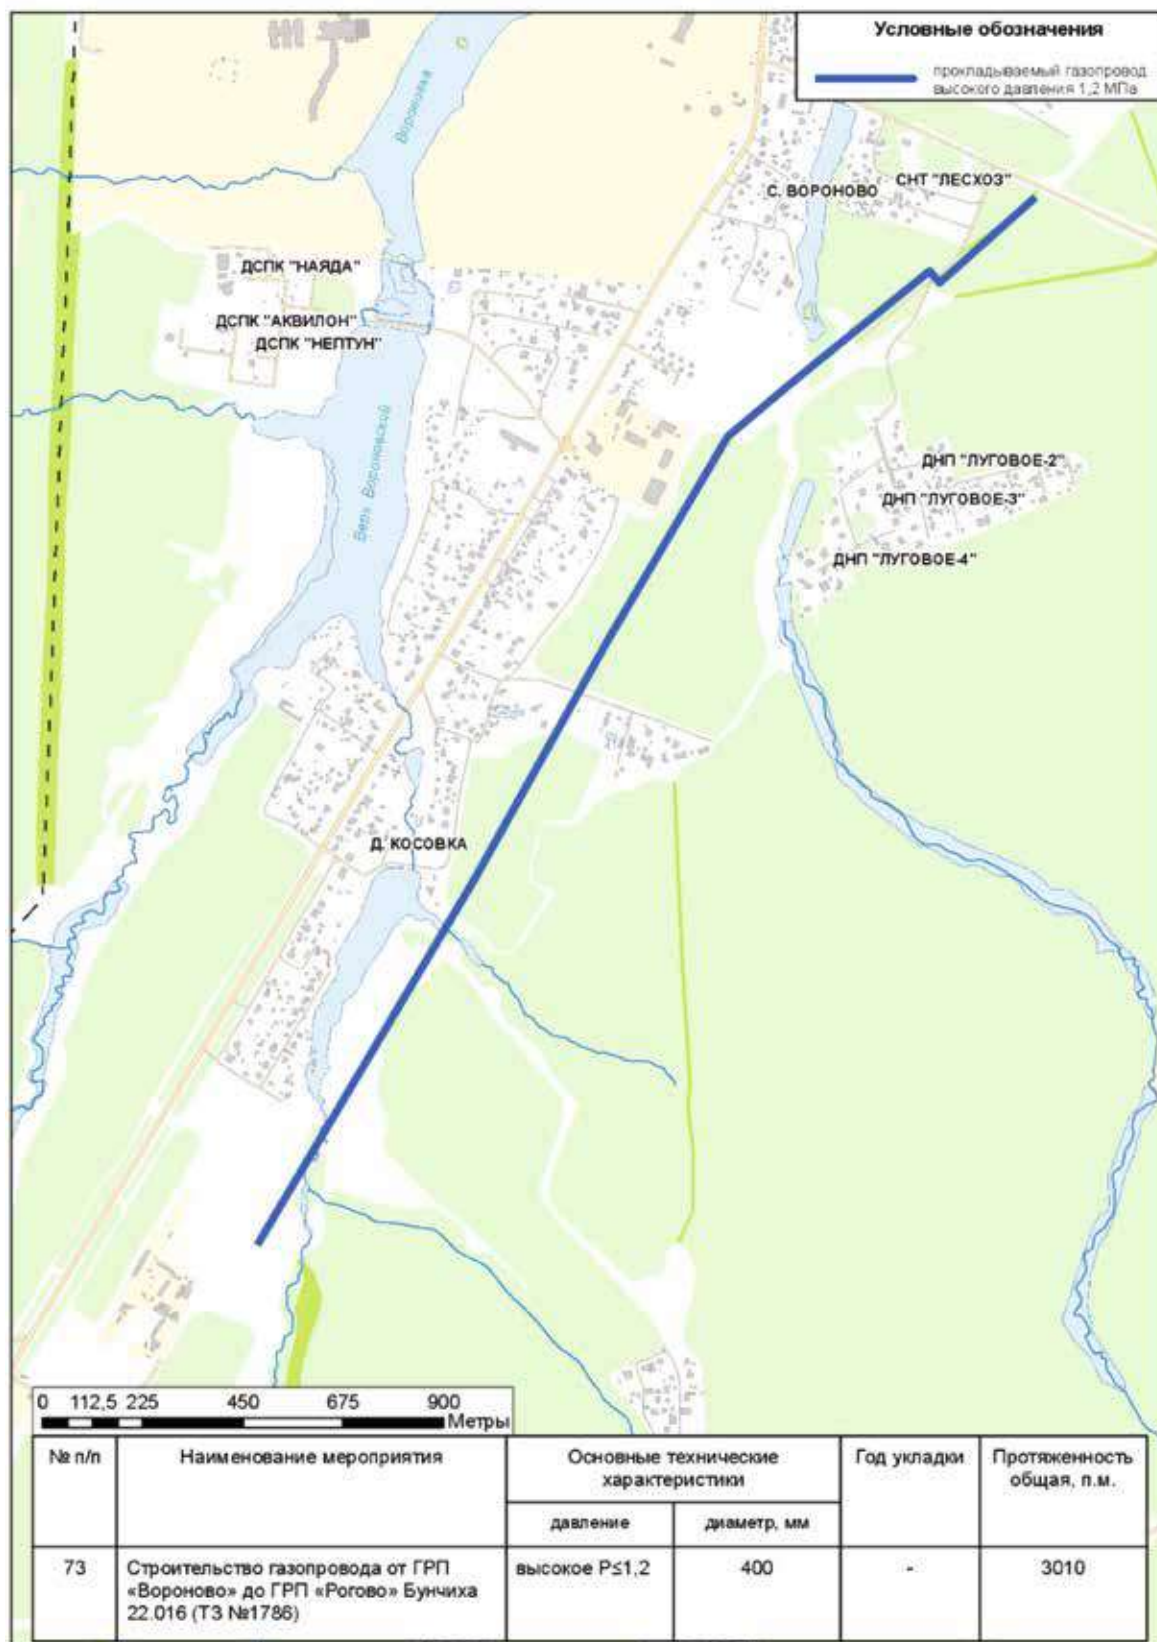 Условные обозначения
прокладываемый газопровод
высокого давления 1,2 МПа
Вороновка
С. ВОРОНОВО
СНТ "ЛЕСХОЗ"
ДСПК "НАЯДА"
ДСПК "АКВИЛОН"
ДСПК "НЕПТУН"
Верх Вороновской
ДНП "ЛУГОВОЕ-2"
ДНП "ЛУГОВОЕ-3"
ДНП "ЛУГОВОЕ-4"
Д. КОСОВКА
0 112,5 225 450 675 900
Метры
№ п/п
Наименование мероприятия
Основные технические
характеристики
Год укладки
Протяженность
общая, п.м.
давление
диаметр, мм
73
Строительство газопровода от ГРП
«Вороново» до ГРП «Рогово» Бунчиха
22.016 (ТЗ №1786)
высокое P≤1,2
400
-
3010